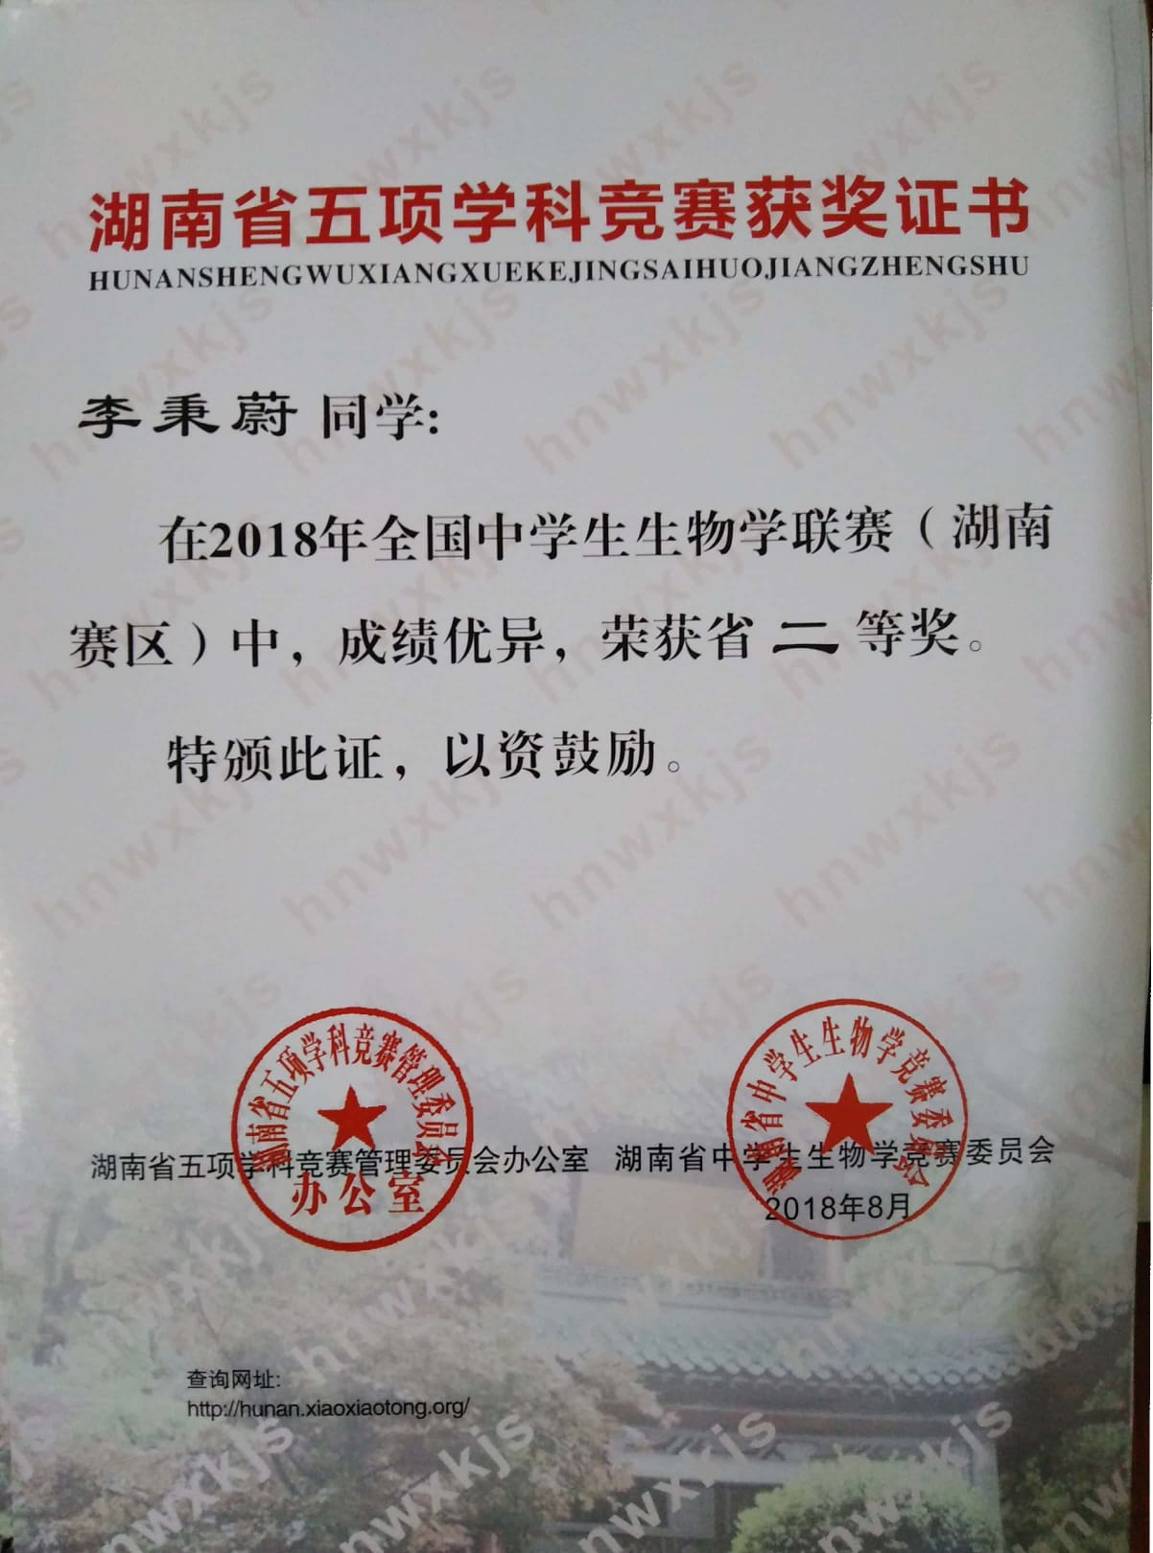 湖南省五项学科竞赛获奖证书
HUNANSHENGWUXIANGXUEKEJINGSAIHUOJIANGZHENGSHU
李秉蔚 同学:
在2018年全国中学生生物学联赛（湖南
赛区）中，成绩优异，荣获省 二 等奖。
特颁此证，以资鼓励。
湖南省五项学科竞赛管理委员会
办公室
湖南省中学生生物学竞赛委员会
湖南省五项学科竞赛管理委员会办公室 湖南省中学生生物学竞赛委员会
2018年8月
查询网址:
http://hunan.xiaoxiaotong.org/
hnwxkjs